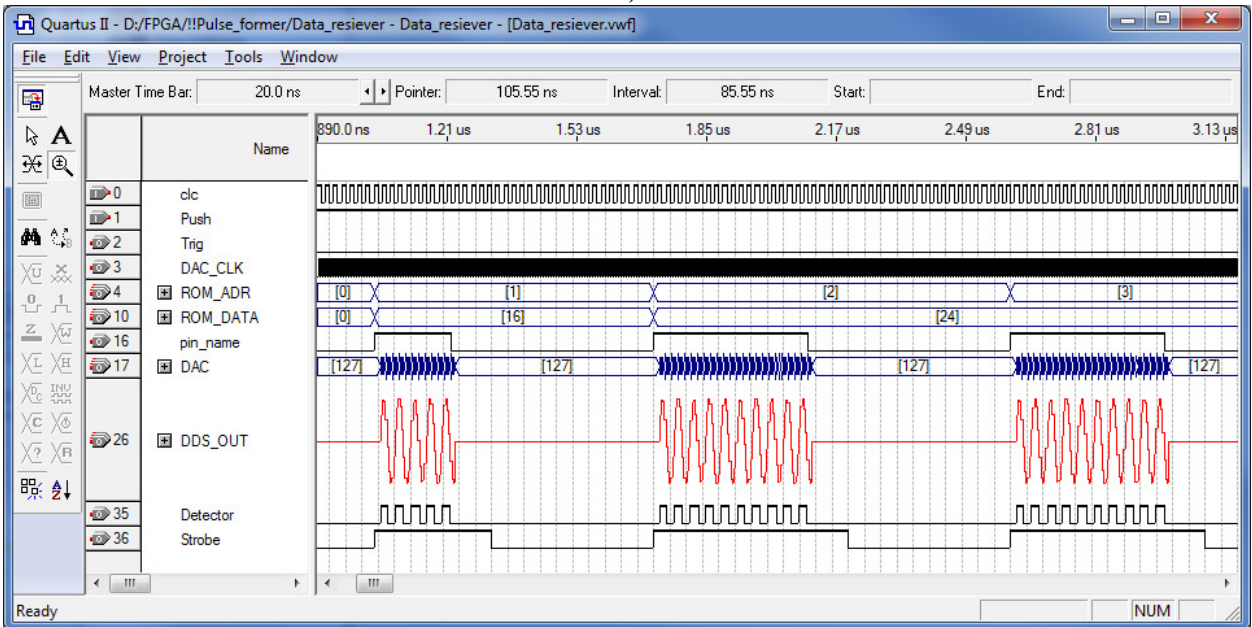 Quartus II - D:/FPGA/!!Pulse_former/Data_resiever - Data_resiever - [Data_resiever.vwf]
File Edit View Project Tools Window
Master Time Bar: 20.0 ns Pointer: 105.55 ns Interval: 85.55 ns Start: End:
Name 890.0 ns 1.21 us 1.53 us 1.85 us 2.17 us 2.49 us 2.81 us 3.13 us
0 clc
1 Push
2 Trig
3 DAC_CLK
4 ROM_ADR [0] [1] [2] [3]
10 ROM_DATA [0] [16] [24]
16 pin_name
17 DAC [127] [127] [127] [127]
26 DDS_OUT
35 Detector
36 Strobe
Ready NUM